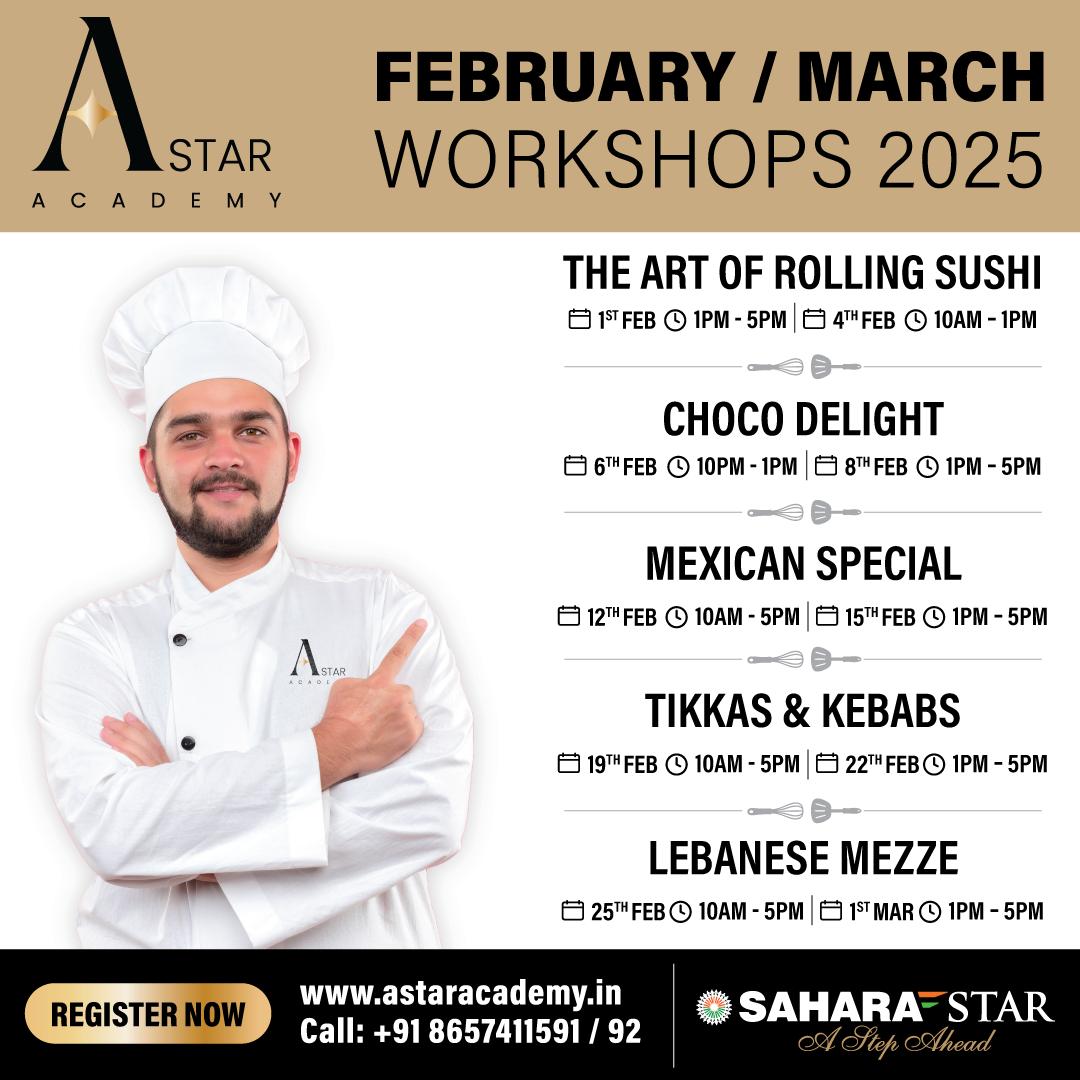 A STAR
ACADEMY
FEBRUARY / MARCH
WORKSHOPS 2025
THE ART OF ROLLING SUSHI
1ST FEB 1PM - 5PM | 4TH FEB 10AM – 1PM
CHOCO DELIGHT
6TH FEB 10PM - 1PM | 8TH FEB 1PM – 5PM
MEXICAN SPECIAL
12TH FEB 10AM - 5PM | 15TH FEB 1PM – 5PM
TIKKAS & KEBABS
19TH FEB 10AM - 5PM | 22TH FEB 1PM – 5PM
LEBANESE MEZZE
25TH FEB 10AM - 5PM | 1ST MAR 1PM – 5PM
A STAR
REGISTER NOW
www.astaracademy.in
Call: +91 8657411591 / 92
SAHARA STAR
A Step Ahead